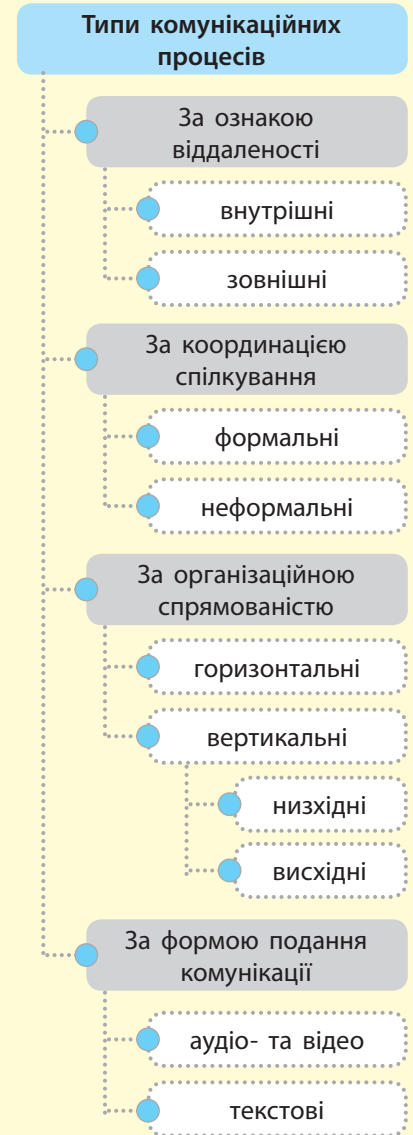 Типи комунікаційних
процесів
За ознакою
віддаленості
внутрішні
зовнішні
За координацією
спілкування
формальні
неформальні
За організаційною
спрямованістю
горизонтальні
вертикальні
низхідні
висхідні
За формою подання
комунікації
аудіо- та відео
текстові